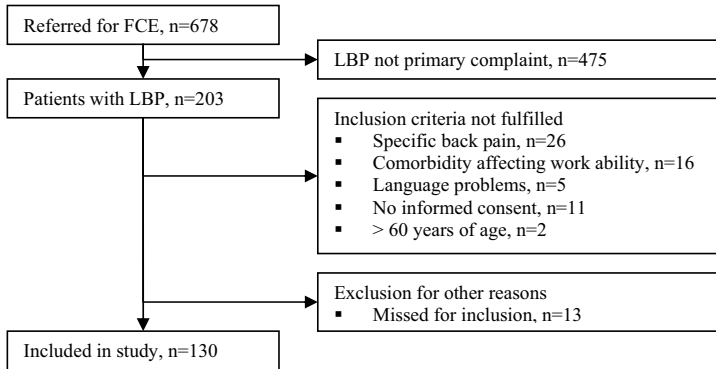 Referred for FCE, n=678
LBP not primary complaint, n=475
Patients with LBP, n=203
Inclusion criteria not fulfilled
▪ Specific back pain, n=26
▪ Comorbidity affecting work ability, n=16
▪ Language problems, n=5
▪ No informed consent, n=11
▪ > 60 years of age, n=2
Exclusion for other reasons
▪ Missed for inclusion, n=13
Included in study, n=130